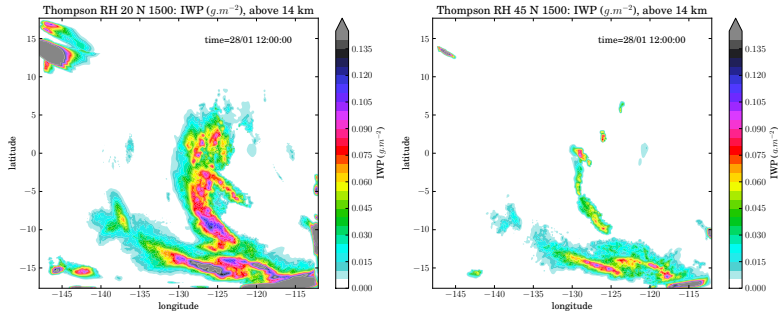 Thompson RH 20 N 1500: IWP (g.m⁻²), above 14 km
time=28/01 12:00:00
15
10
5
0
−5
−10
−15
latitude
−145 −140 −135 −130 −125 −120 −115
longitude
0.135
0.120
0.105
0.090
0.075
0.060
0.045
0.030
0.015
0.000
IWP (g.m⁻²)
Thompson RH 45 N 1500: IWP (g.m⁻²), above 14 km
time=28/01 12:00:00
15
10
5
0
−5
−10
−15
latitude
−145 −140 −135 −130 −125 −120 −115
longitude
0.135
0.120
0.105
0.090
0.075
0.060
0.045
0.030
0.015
0.000
IWP (g.m⁻²)